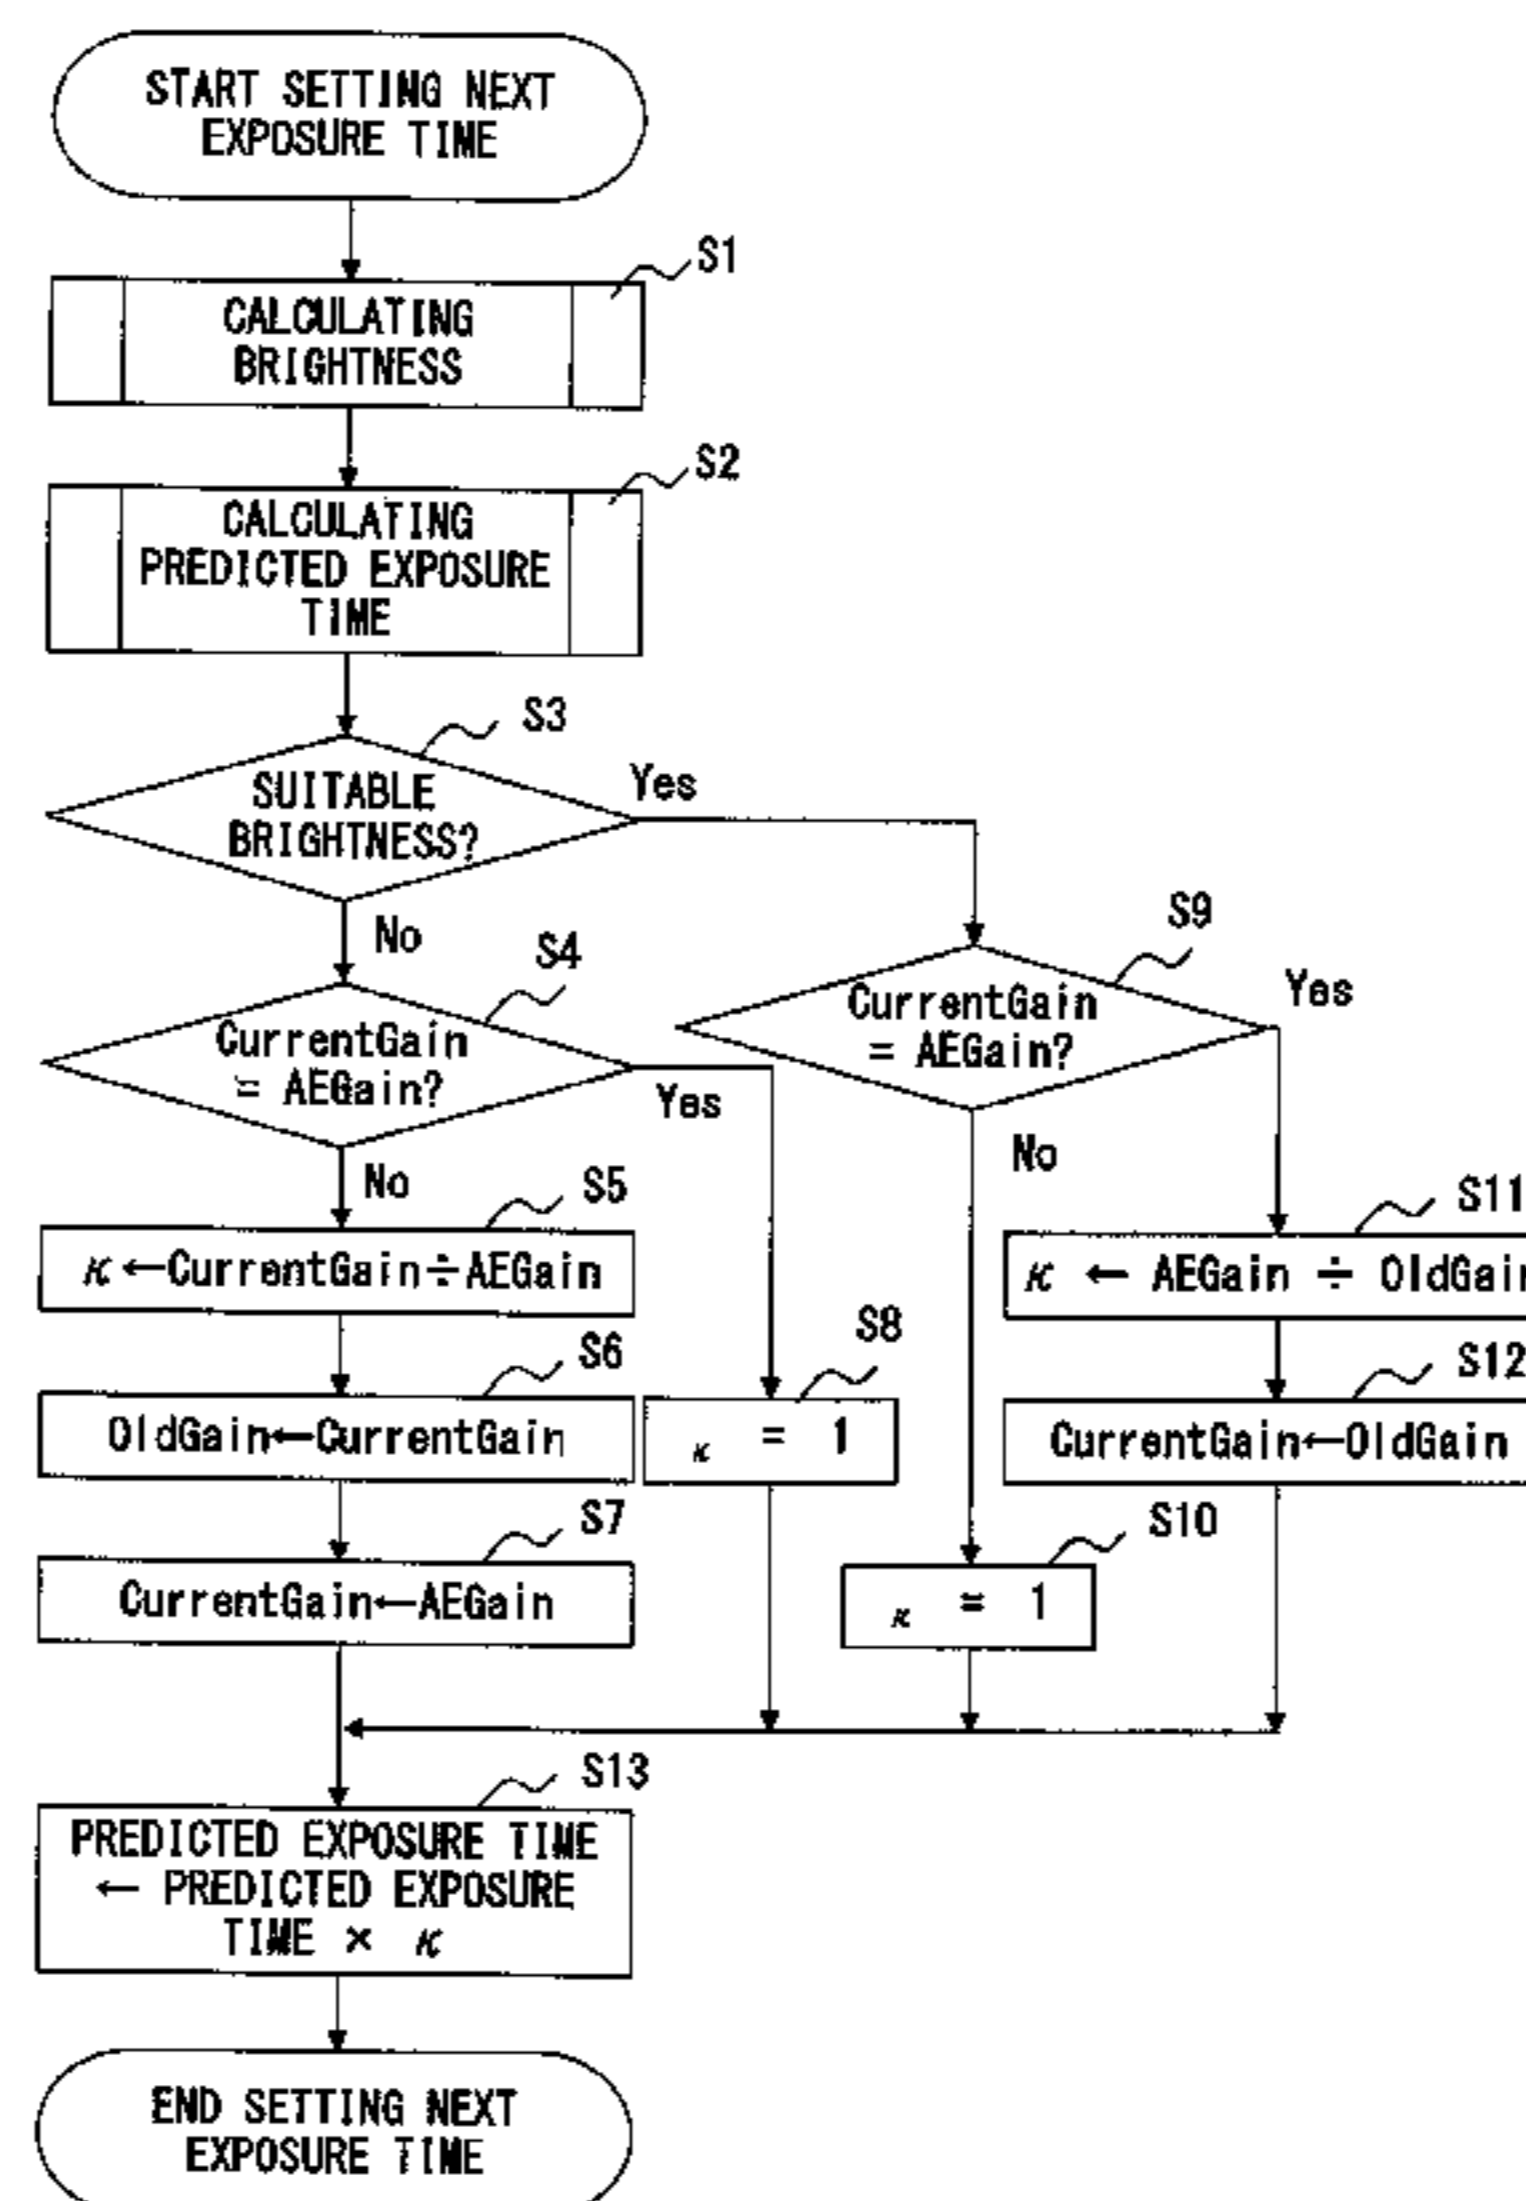 START SETTING NEXT
EXPOSURE TIME
S1
CALCULATING
BRIGHTNESS
S2
CALCULATING
PREDICTED EXPOSURE
TIME
S3
SUITABLE
BRIGHTNESS?
Yes
No
S4
CurrentGain
= AEGain?
Yes
No
S9
CurrentGain
= AEGain?
Yes
No
S5
κ ←CurrentGain÷AEGain
S6
OldGain←CurrentGain
S7
CurrentGain←AEGain
S8
κ = 1
S10
κ = 1
S11
κ ← AEGain ÷ OldGain
S12
CurrentGain←OldGain
S13
PREDICTED EXPOSURE TIME
← PREDICTED EXPOSURE
TIME × κ
END SETTING NEXT
EXPOSURE TIME